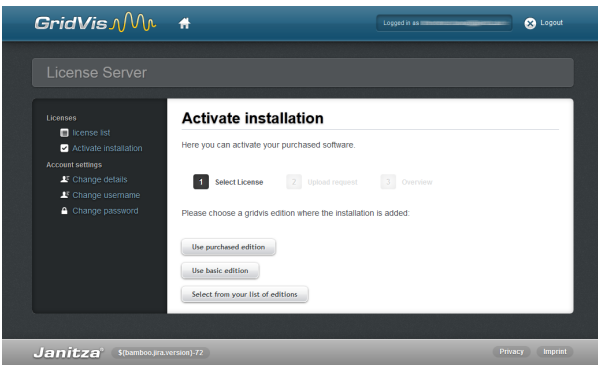 GridVis
Logged in as
Logout
License Server
Licenses
license list
Activate installation
Account settings
Change details
Change username
Change password
Activate installation
Here you can activate your purchased software.
1 Select License 2 Upload request 3 Overview
Please choose a gridvis edition where the installation is added:
Use purchased edition
Use basic edition
Select from your list of editions
Janitza® ${bamboo.jira.version}-72
Privacy Imprint